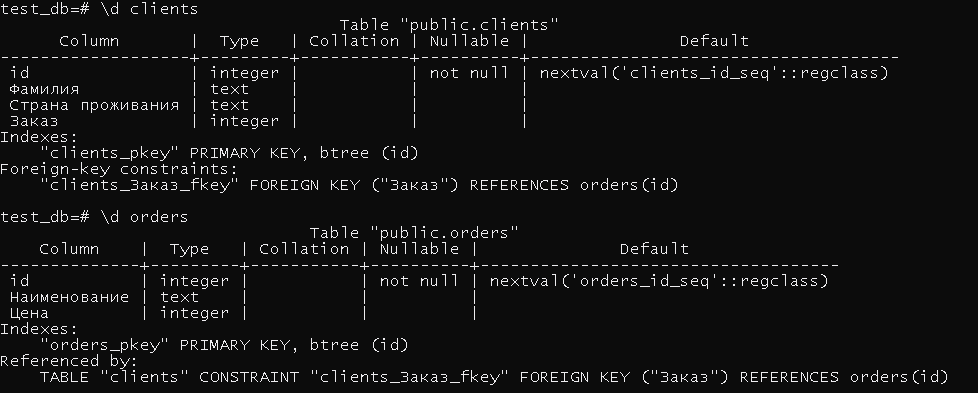 test_db=# \d clients
Table "public.clients"
Column | Type | Collation | Nullable | Default
-------------------+---------+-----------+----------+-------------------------------------
id | integer | | not null | nextval('clients_id_seq'::regclass)
Фамилия | text | | |
Страна проживания | text | | |
Заказ | integer | | |
Indexes:
"clients_pkey" PRIMARY KEY, btree (id)
Foreign-key constraints:
"clients_Заказ_fkey" FOREIGN KEY ("Заказ") REFERENCES orders(id)
test_db=# \d orders
Table "public.orders"
Column | Type | Collation | Nullable | Default
--------------+---------+-----------+----------+------------------------------------
id | integer | | not null | nextval('orders_id_seq'::regclass)
Наименование | text | | |
Цена | integer | | |
Indexes:
"orders_pkey" PRIMARY KEY, btree (id)
Referenced by:
TABLE "clients" CONSTRAINT "clients_Заказ_fkey" FOREIGN KEY ("Заказ") REFERENCES orders(id)